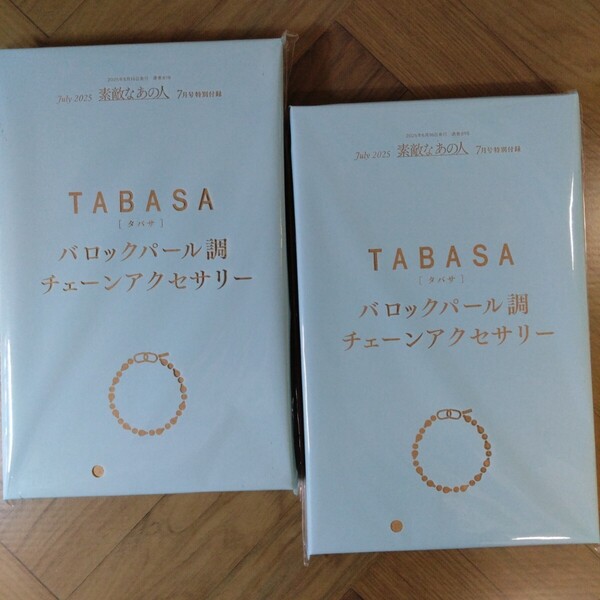 July 2025 素敵なあの人 7月号特別付録
TABASA
[タバサ]
バロックパール調
チェーンアクセサリー
July 2025 素敵なあの人 7月号特別付録
TABASA
[タバサ]
バロックパール調
チェーンアクセサリー